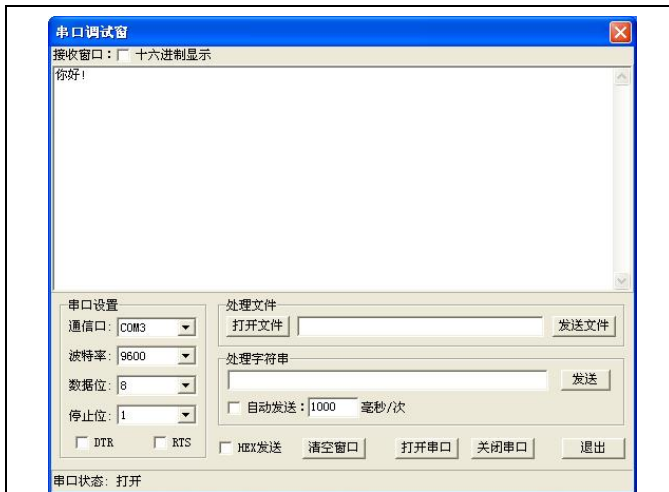 串口调试窗
接收窗口：十六进制显示
你好!
串口设置
通信口: COM3
波特率: 9600
数据位: 8
停止位: 1
DTR RTS
处理文件
打开文件 发送文件
处理字符串
发送
自动发送：1000 毫秒/次
HEX发送 清空窗口 打开串口 关闭串口 退出
串口状态: 打开